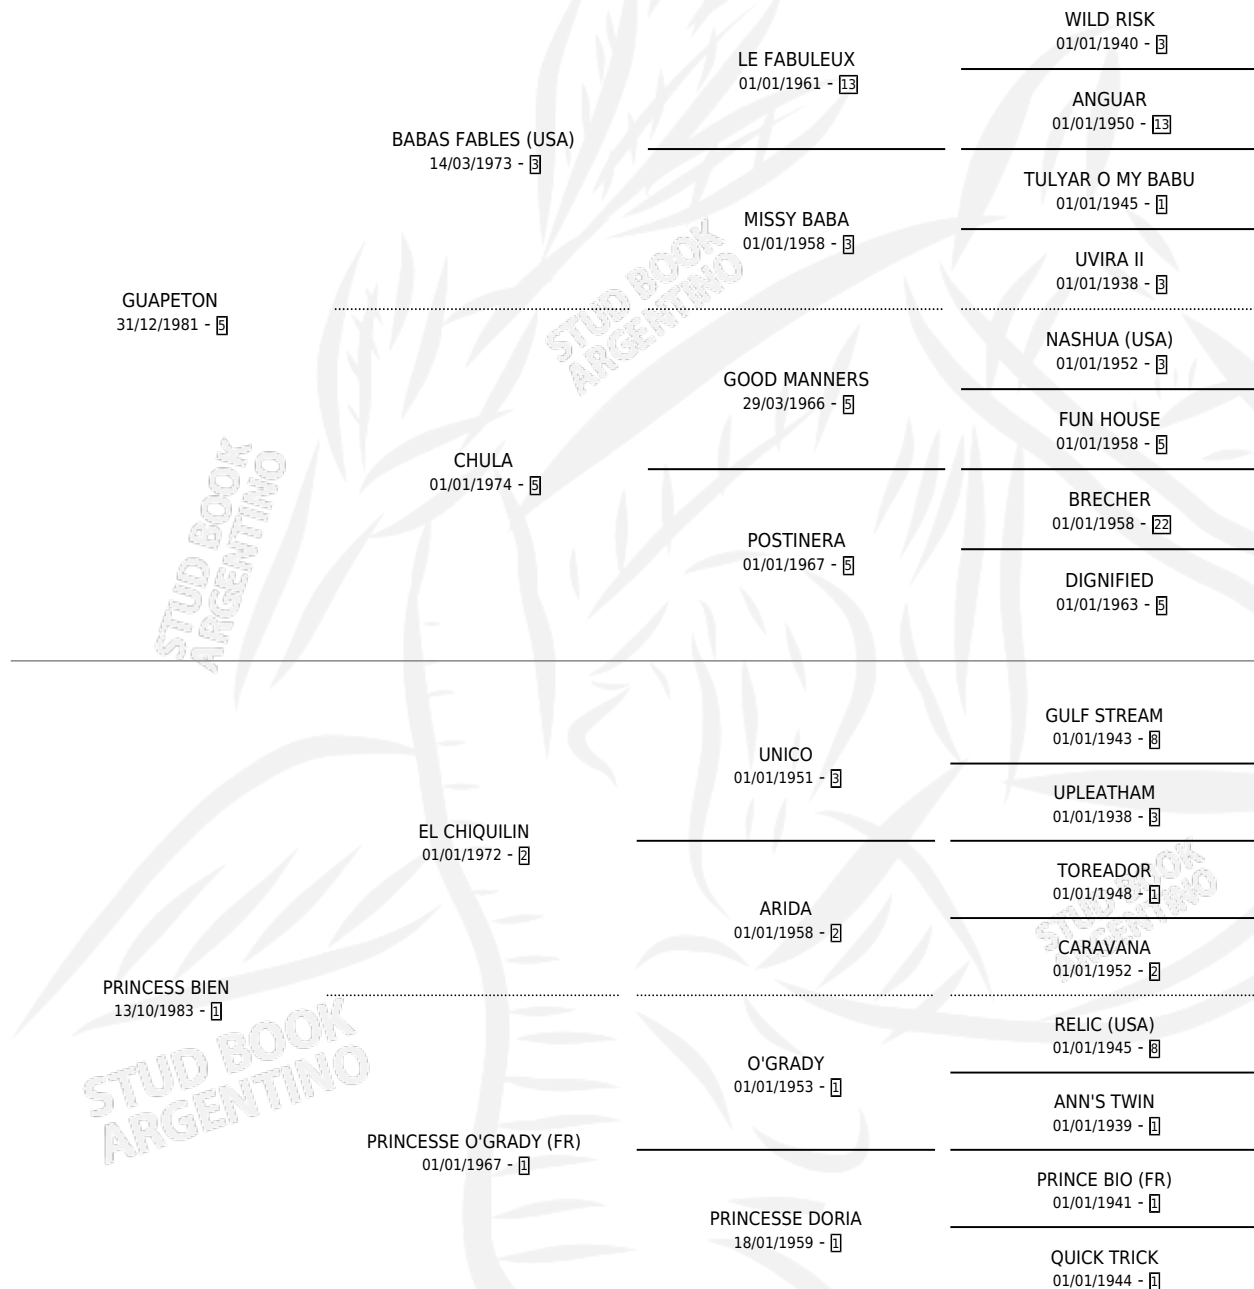 WILD RISK
01/01/1940 - 3
LE FABULEUX
01/01/1961 - 13
ANGUAR
01/01/1950 - 13
BABAS FABLES (USA)
14/03/1973 - 3
TULYAR O MY BABU
01/01/1945 - 1
MISSY BABA
01/01/1958 - 3
UVIRA II
01/01/1938 - 3
GUAPETON
31/12/1981 - 5
NASHUA (USA)
01/01/1952 - 3
GOOD MANNERS
29/03/1966 - 5
FUN HOUSE
01/01/1958 - 5
CHULA
01/01/1974 - 5
BRECHER
01/01/1958 - 22
POSTINERA
01/01/1967 - 5
DIGNIFIED
01/01/1963 - 5
GULF STREAM
01/01/1943 - 8
UNICO
01/01/1951 - 3
UPLEATHAM
01/01/1938 - 3
EL CHIQUILIN
01/01/1972 - 2
TOREADOR
01/01/1948 - 1
ARIDA
01/01/1958 - 2
CARAVANA
01/01/1952 - 2
PRINCESS BIEN
13/10/1983 - 1
RELIC (USA)
01/01/1945 - 8
O'GRADY
01/01/1953 - 1
ANN'S TWIN
01/01/1939 - 1
PRINCESSE O'GRADY (FR)
01/01/1967 - 1
PRINCE BIO (FR)
01/01/1941 - 1
PRINCESSE DORIA
18/01/1959 - 1
QUICK TRICK
01/01/1944 - 1
STUD BOOK
ARGENTINO
STUD BOOK
ARGENTINO
STUD BOOK
ARGENTINO
STUD BOOK
ARGENTINO